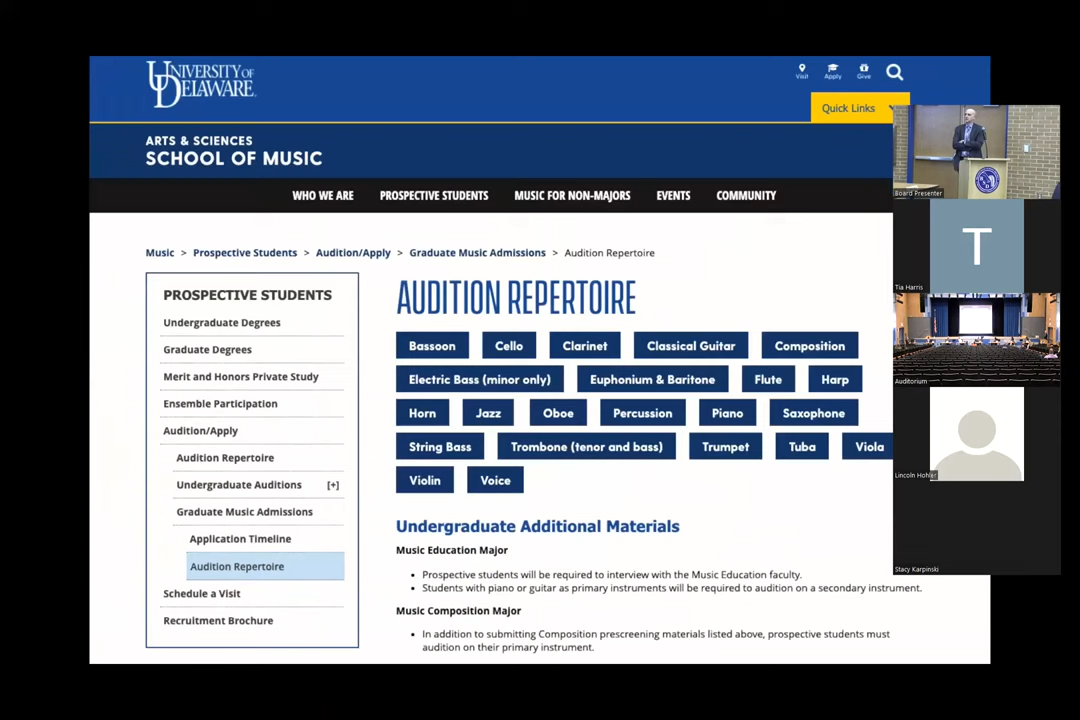 UNIVERSITY OF
DELAWARE
Visit
Apply
Give
Quick Links
ARTS & SCIENCES
SCHOOL OF MUSIC
WHO WE ARE
PROSPECTIVE STUDENTS
MUSIC FOR NON-MAJORS
EVENTS
COMMUNITY
Music > Prospective Students > Audition/Apply > Graduate Music Admissions > Audition Repertoire
PROSPECTIVE STUDENTS
Undergraduate Degrees
Graduate Degrees
Merit and Honors Private Study
Ensemble Participation
Audition/Apply
Audition Repertoire
Undergraduate Auditions [+]
Graduate Music Admissions
Application Timeline
Audition Repertoire
Schedule a Visit
Recruitment Brochure
AUDITION REPERTOIRE
Bassoon Cello Clarinet Classical Guitar Composition
Electric Bass (minor only) Euphonium & Baritone Flute Harp
Horn Jazz Oboe Percussion Piano Saxophone
String Bass Trombone (tenor and bass) Trumpet Tuba Viola
Violin Voice
Undergraduate Additional Materials
Music Education Major
• Prospective students will be required to interview with the Music Education faculty.
• Students with piano or guitar as primary instruments will be required to audition on a secondary instrument.
Music Composition Major
• In addition to submitting Composition prescreening materials listed above, prospective students must
audition on their primary instrument.
Board Presenter
T
Tia Harris
Auditorium
Lincoln Hohler
Stacy Karpinski